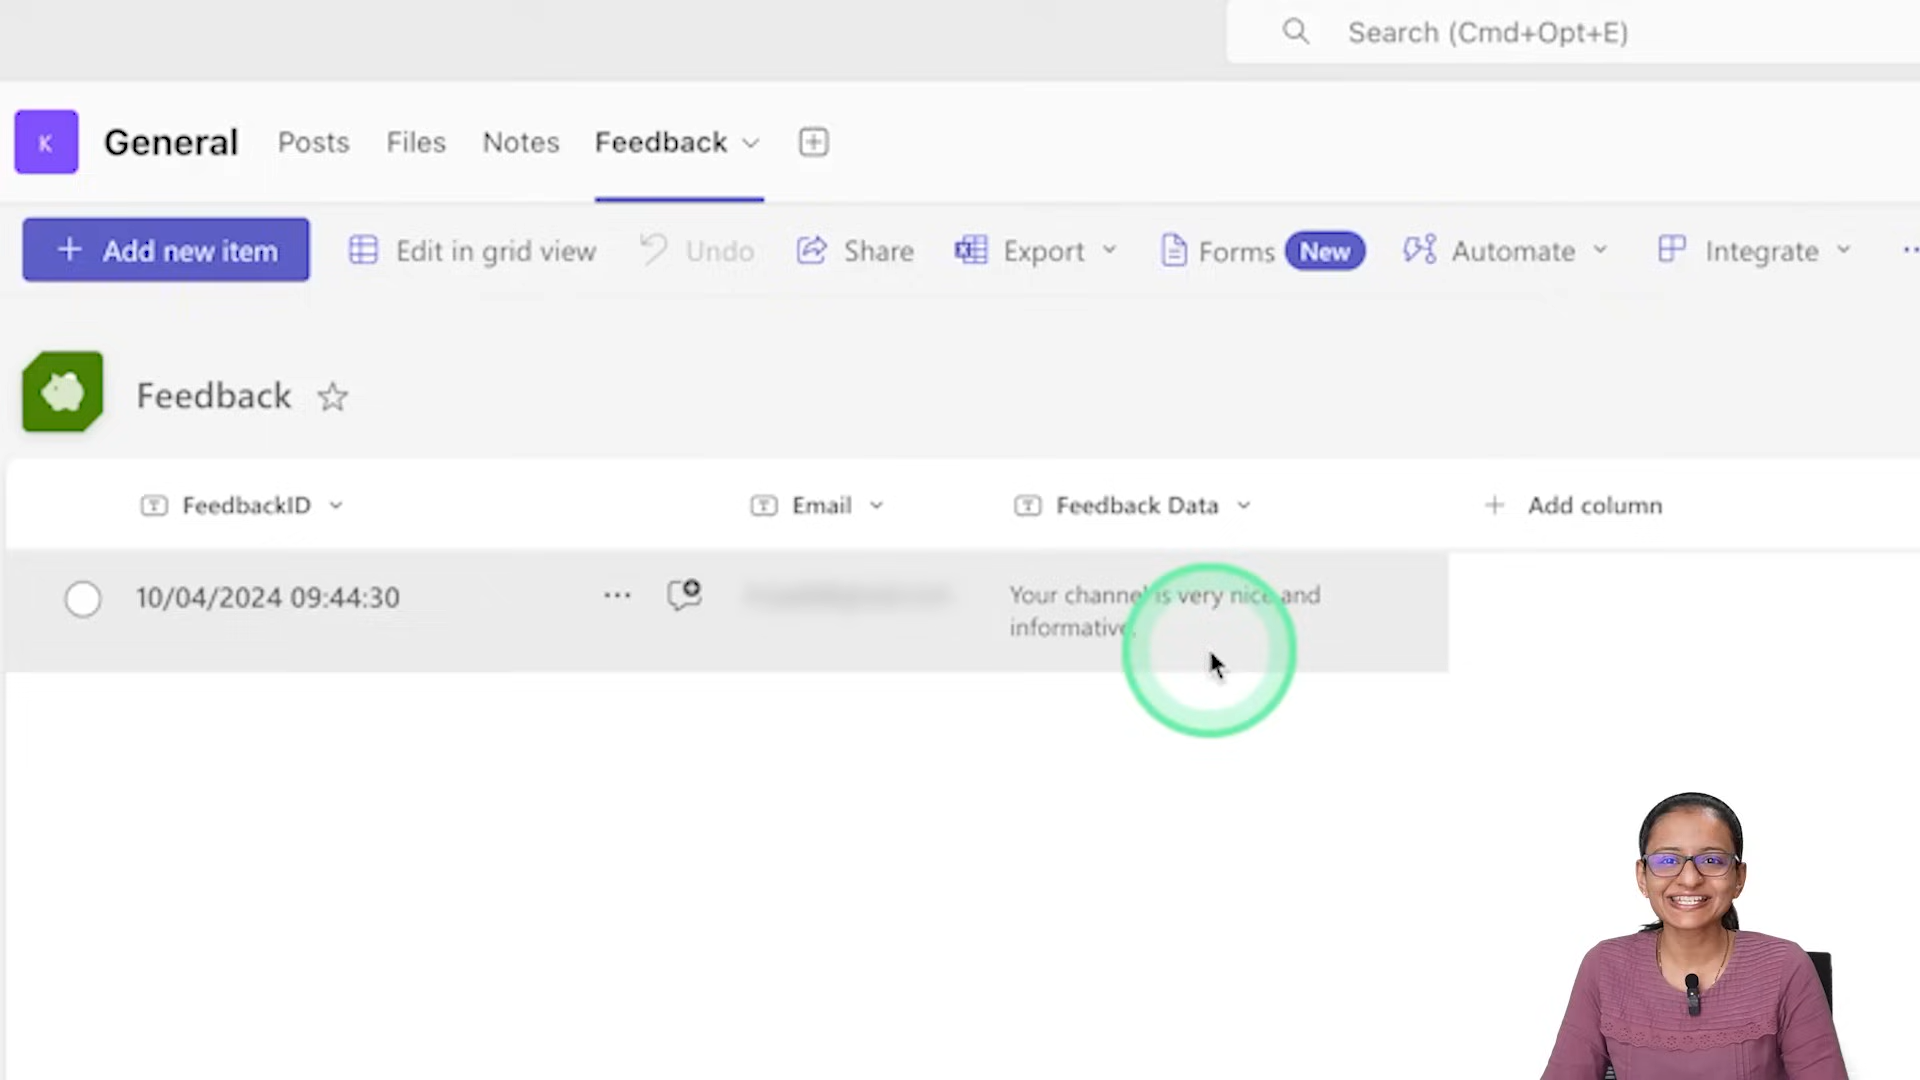 Search (Cmd+Opt+E)
K General Posts Files Notes Feedback
+ Add new item Edit in grid view Undo Share Export Forms New Automate Integrate ...
Feedback
FeedbackID Email Feedback Data + Add column
10/04/2024 09:44:30 ... Your channel is very nice and
informative.